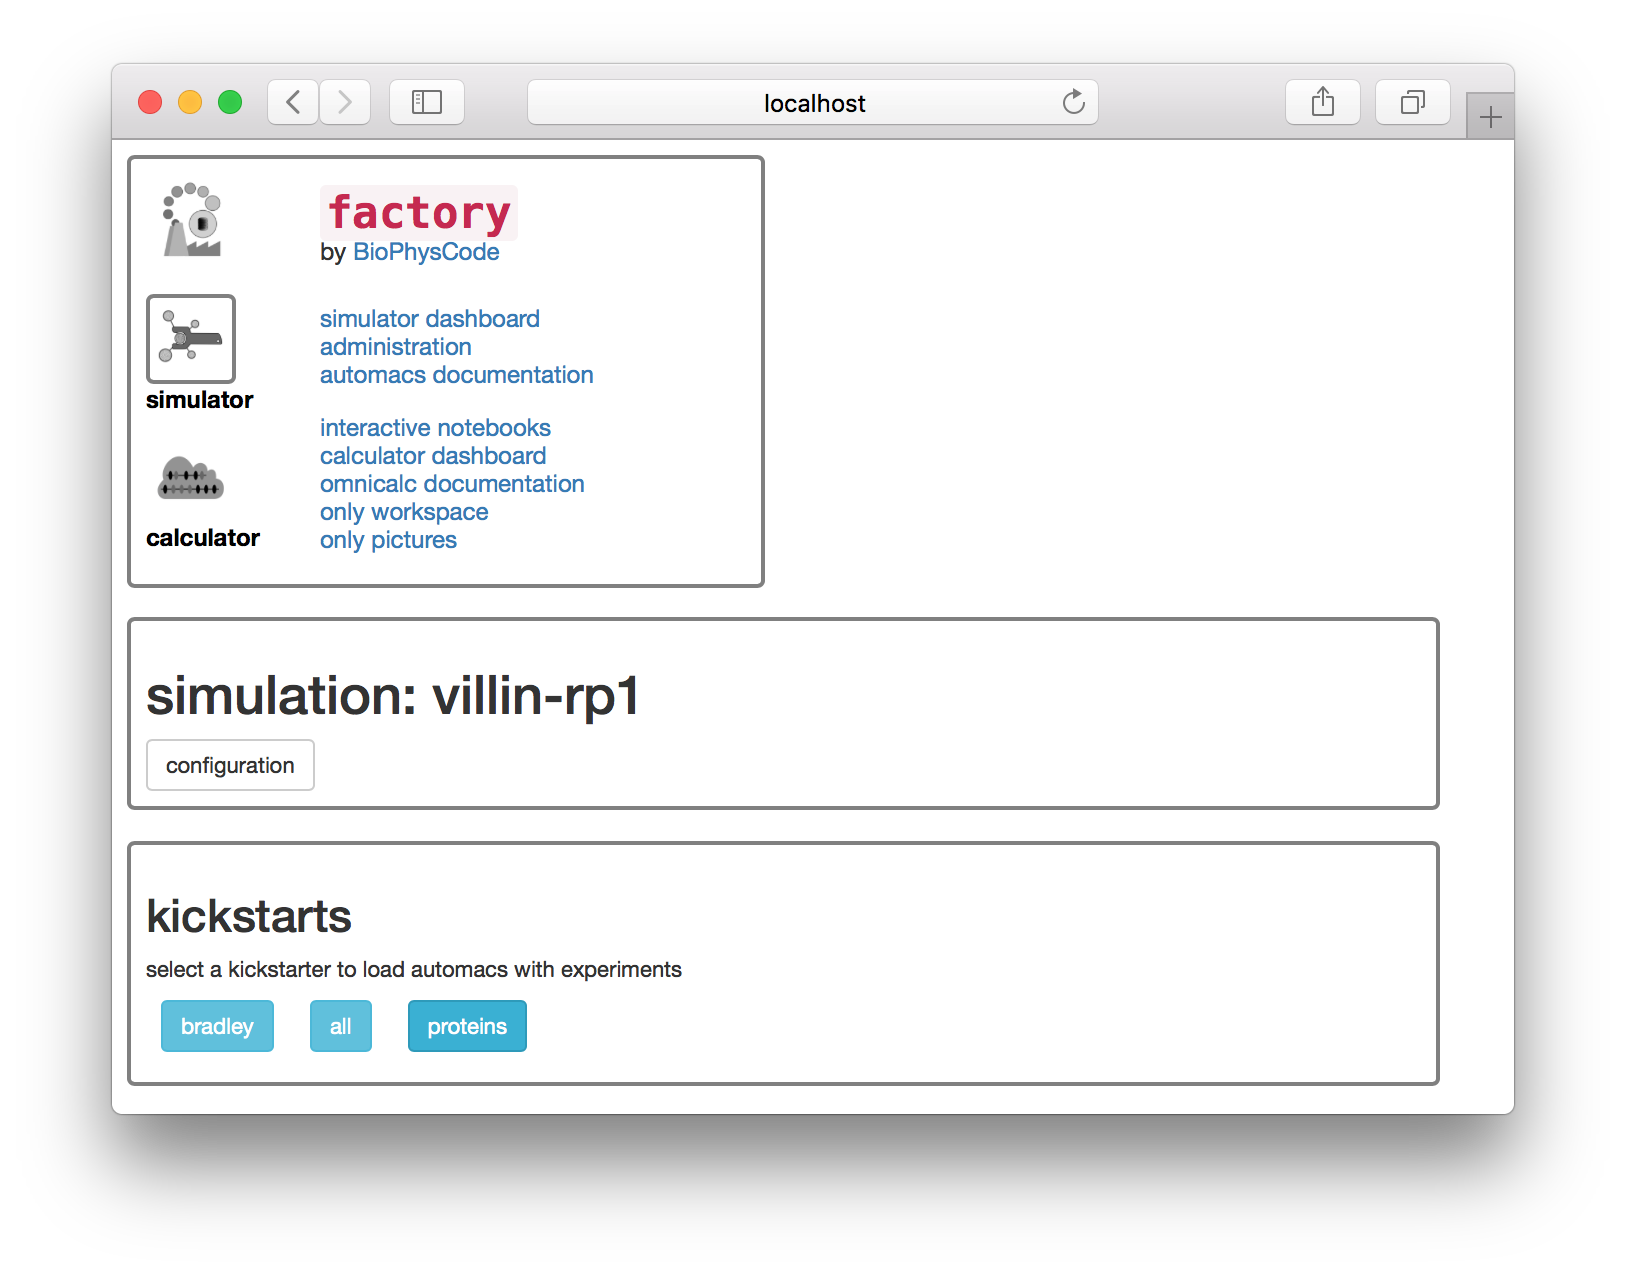 localhost
factory
by BioPhysCode
simulator dashboard
administration
automacs documentation
simulator
interactive notebooks
calculator dashboard
omnicalc documentation
only workspace
only pictures
calculator
simulation: villin-rp1
configuration
kickstarts
select a kickstarter to load automacs with experiments
bradley all proteins